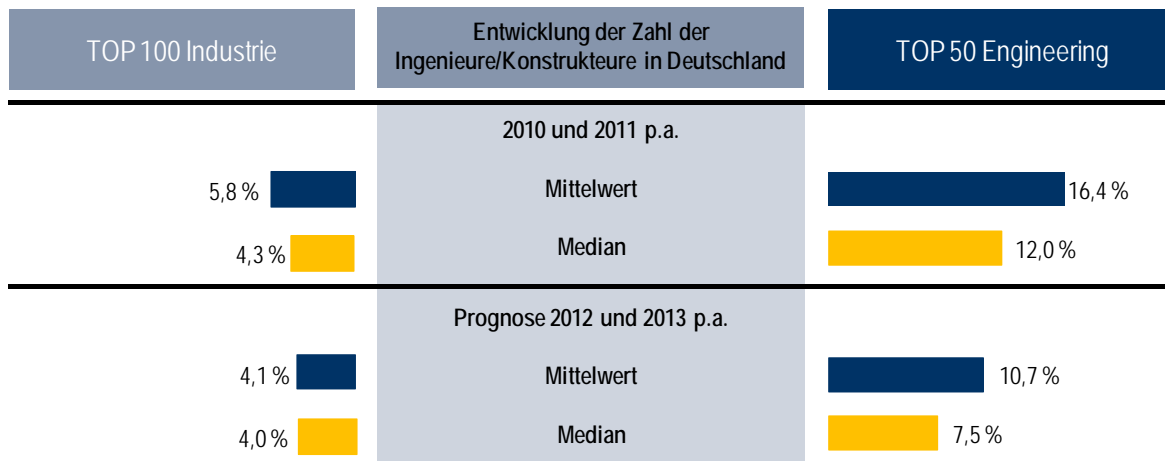 TOP 100 Industrie
Entwicklung der Zahl der
Ingenieure/Konstrukteure in Deutschland
TOP 50 Engineering
2010 und 2011 p.a.
5,8 %
Mittelwert
16,4 %
4,3 %
Median
12,0 %
Prognose 2012 und 2013 p.a.
4,1 %
Mittelwert
10,7 %
4,0 %
Median
7,5 %